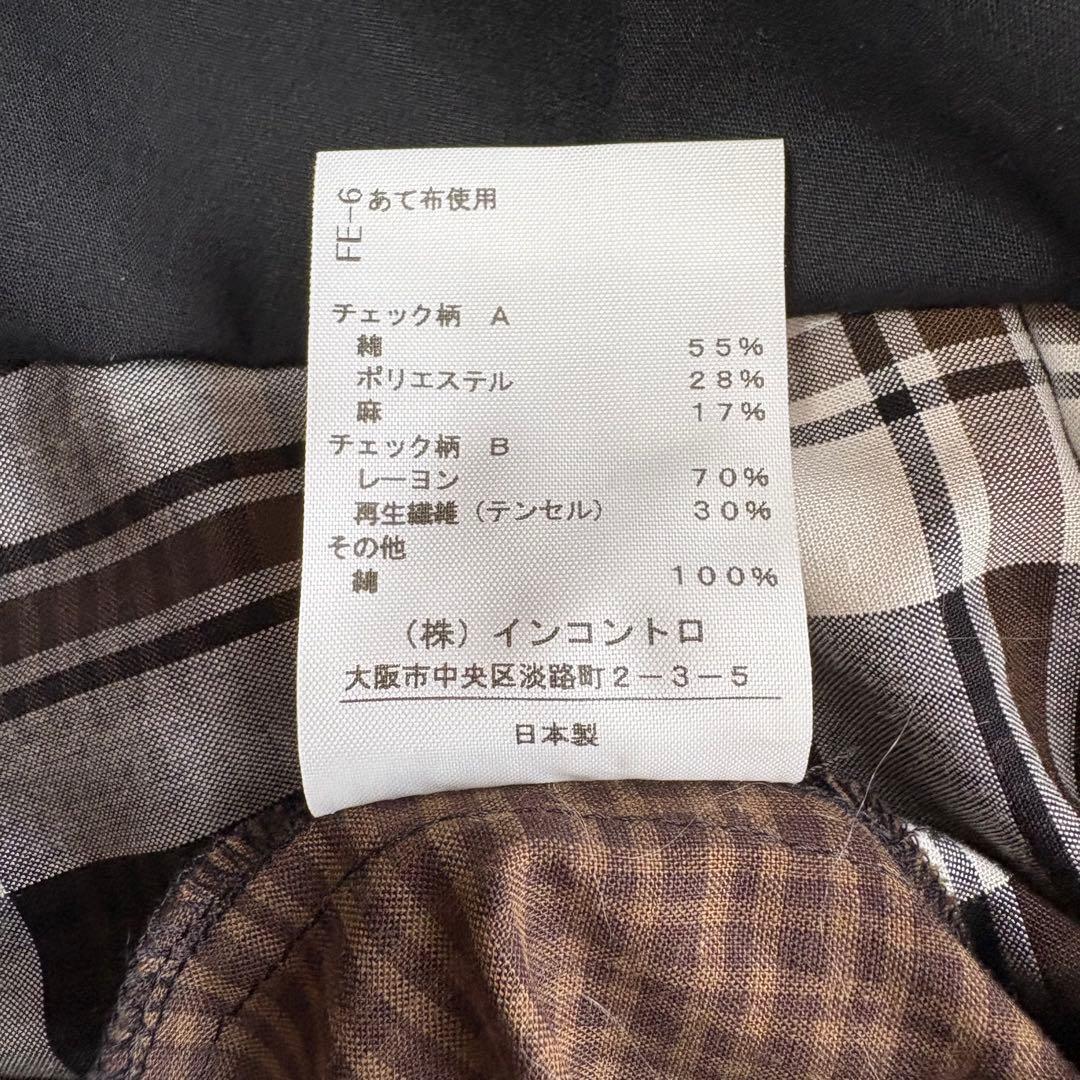 FE-6
あて布使用
チェック柄 A
綿 55%
ポリエステル 28%
麻 17%
チェック柄 B
レーヨン 70%
再生繊維(テンセル) 30%
その他
綿 100%
(株)インコントロ
大阪市中央区淡路町2-3-5
日本製